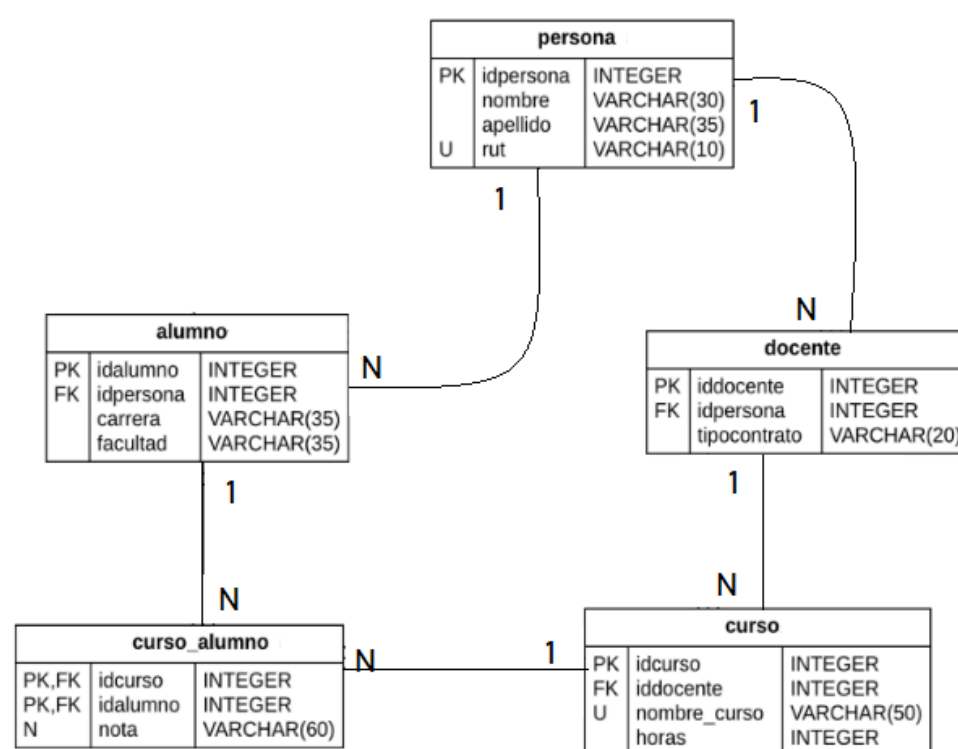 persona
PK idpersona INTEGER
nombre VARCHAR(30)
apellido VARCHAR(35)
U rut VARCHAR(10)
1
1
N
N
alumno
PK idalumno INTEGER
FK idpersona INTEGER
carrera VARCHAR(35)
facultad VARCHAR(35)
docente
PK iddocente INTEGER
FK idpersona INTEGER
tipocontrato VARCHAR(20)
1
1
N
N
curso_alumno
PK,FK idcurso INTEGER
PK,FK idalumno INTEGER
N nota VARCHAR(60)
N
1
curso
PK idcurso INTEGER
FK iddocente INTEGER
U nombre_curso VARCHAR(50)
horas INTEGER